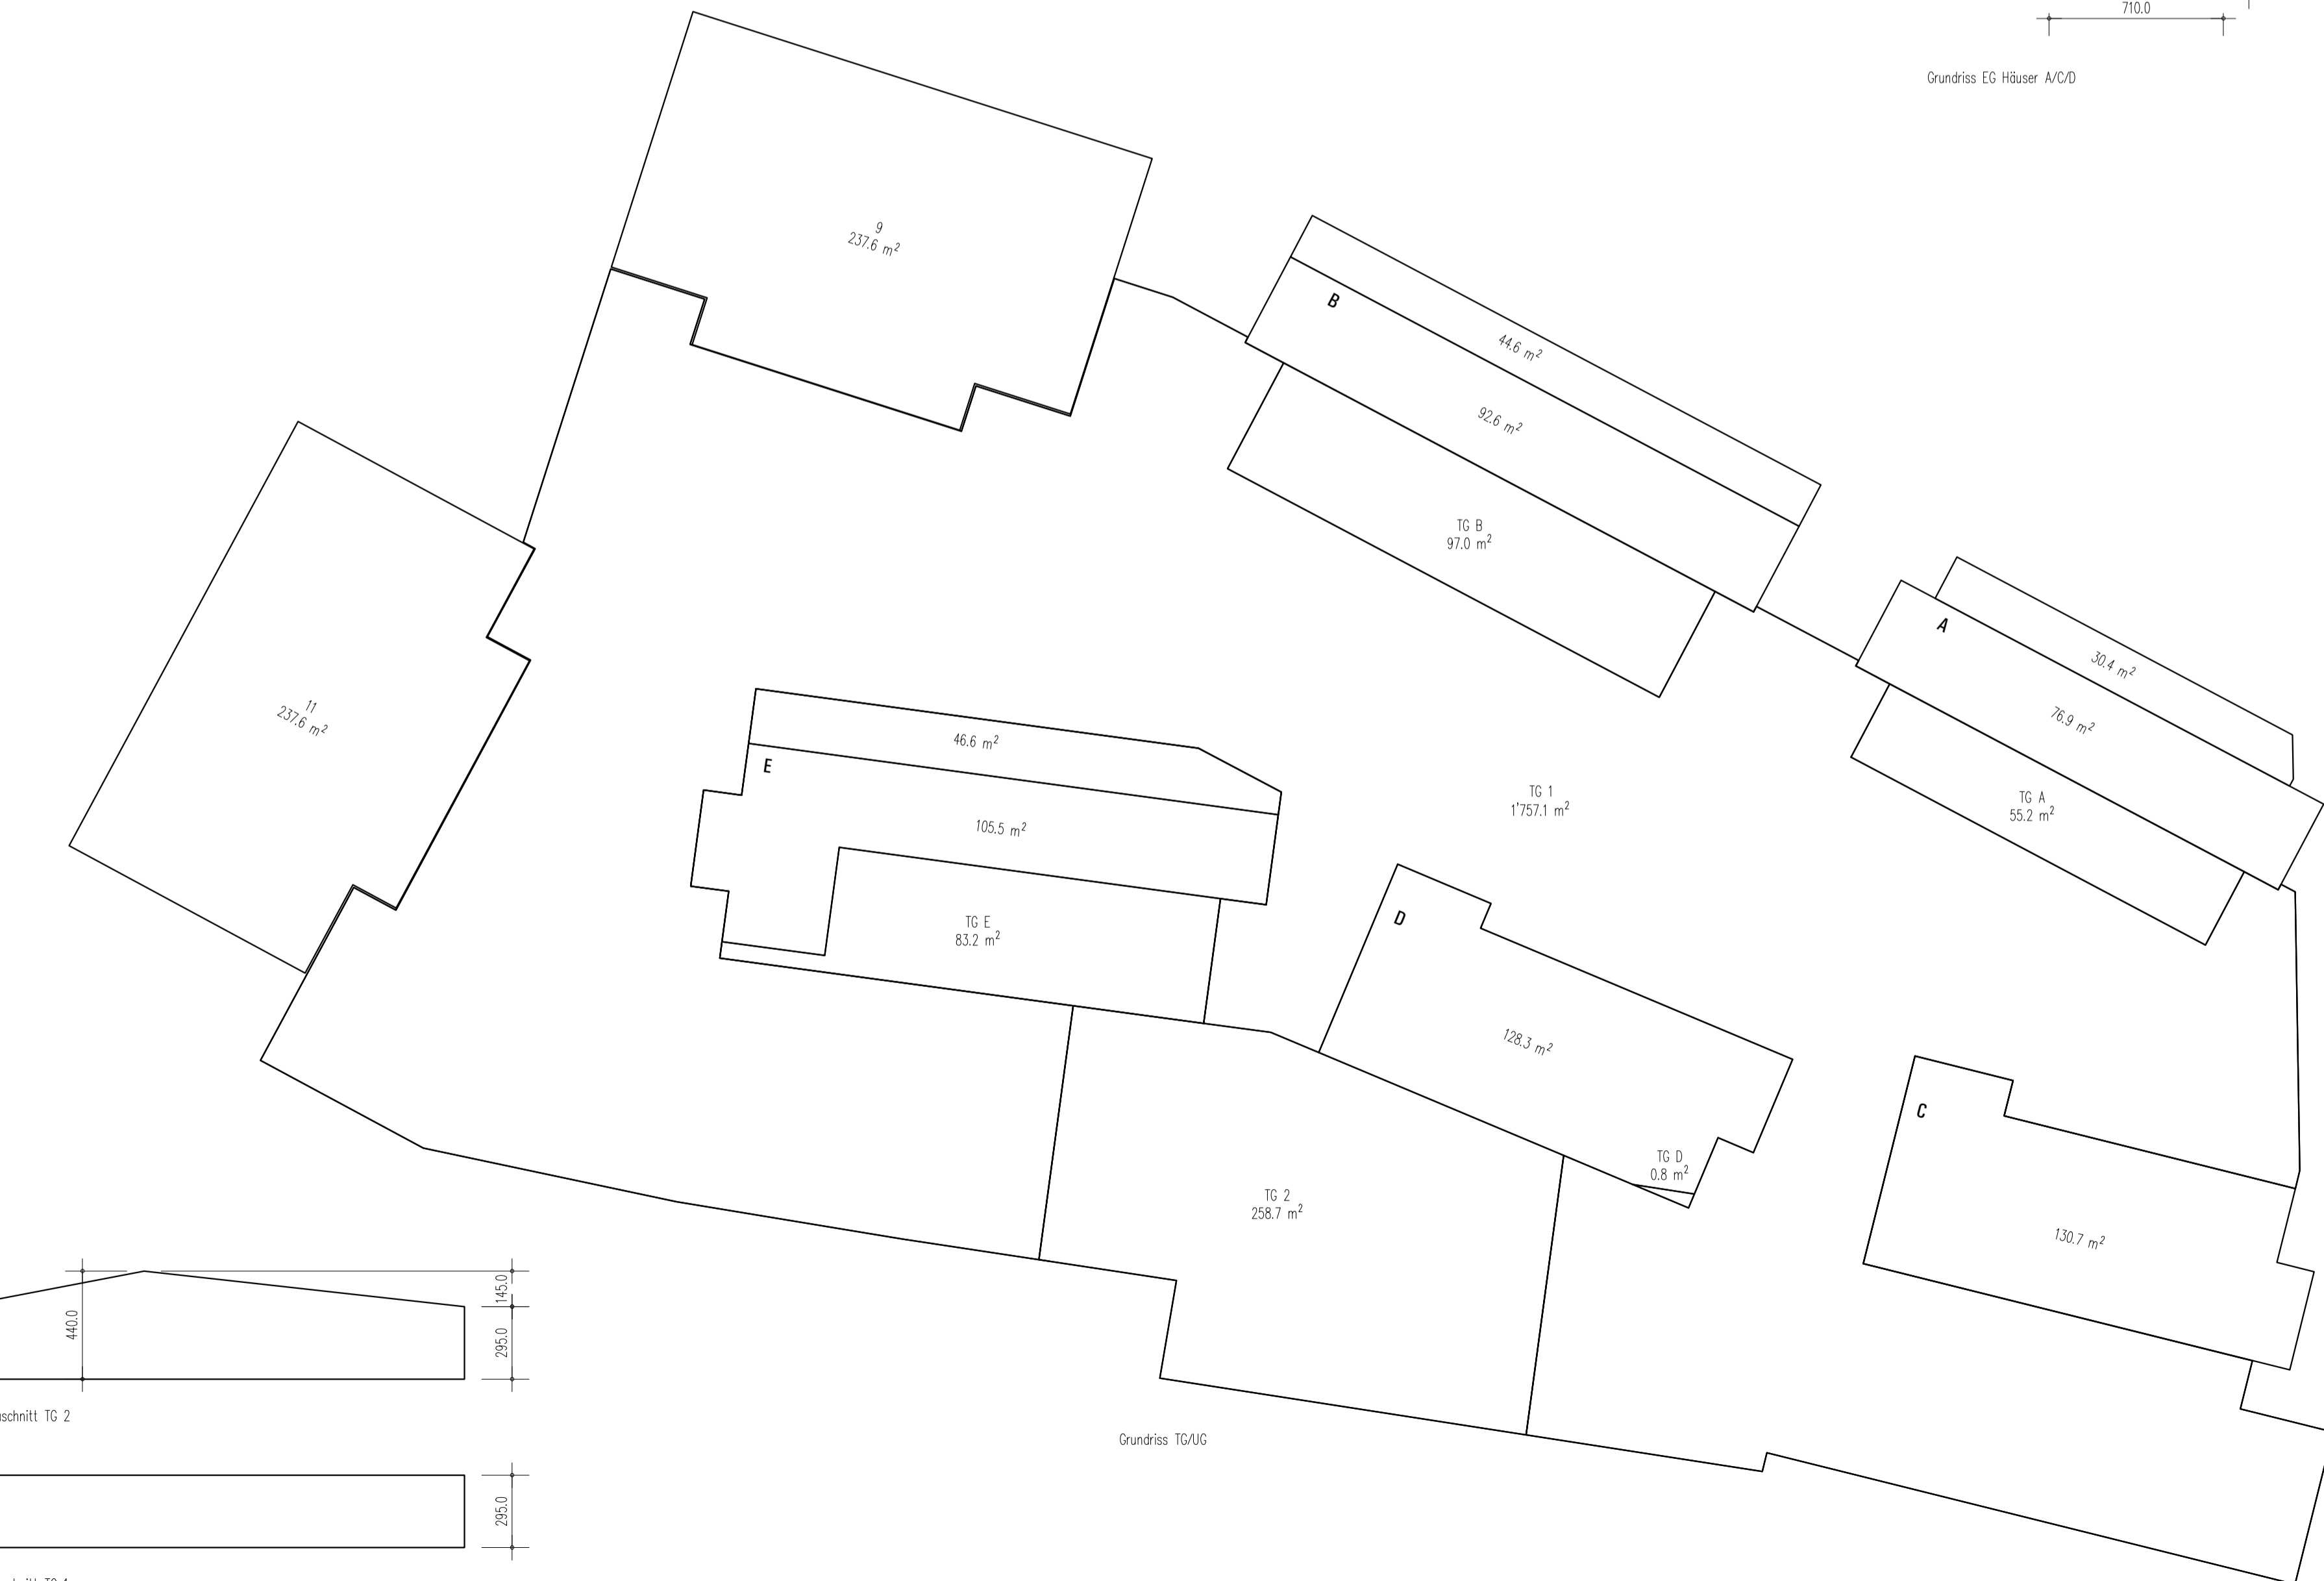 710.0
Grundriss EG Häuser A/C/D
9
237.6 m²
B
44.6 m²
92.6 m²
TG B
97.0 m²
A
30.4 m²
76.9 m²
TG A
55.2 m²
11
237.6 m²
46.6 m²
E
105.5 m²
TG E
83.2 m²
TG 1
1'757.1 m²
D
128.3 m²
TG D
0.8 m²
C
130.7 m²
TG 2
258.7 m²
440.0
145.0
295.0
schnitt TG 2
Grundriss TG/UG
295.0